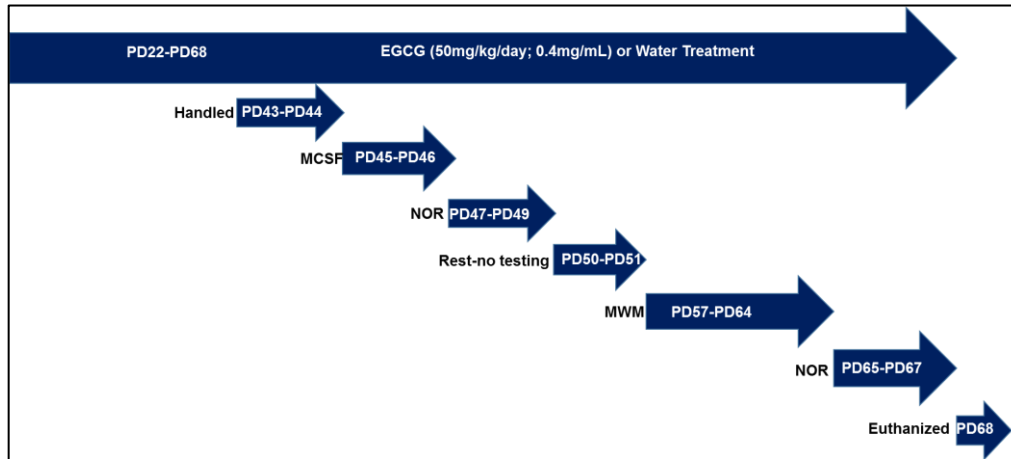 PD22-PD68 EGCG (50mg/kg/day; 0.4mg/mL) or Water Treatment
Handled PD43-PD44
MCSF PD45-PD46
NOR PD47-PD49
Rest-no testing PD50-PD51
MWM PD57-PD64
NOR PD65-PD67
Euthanized PD68